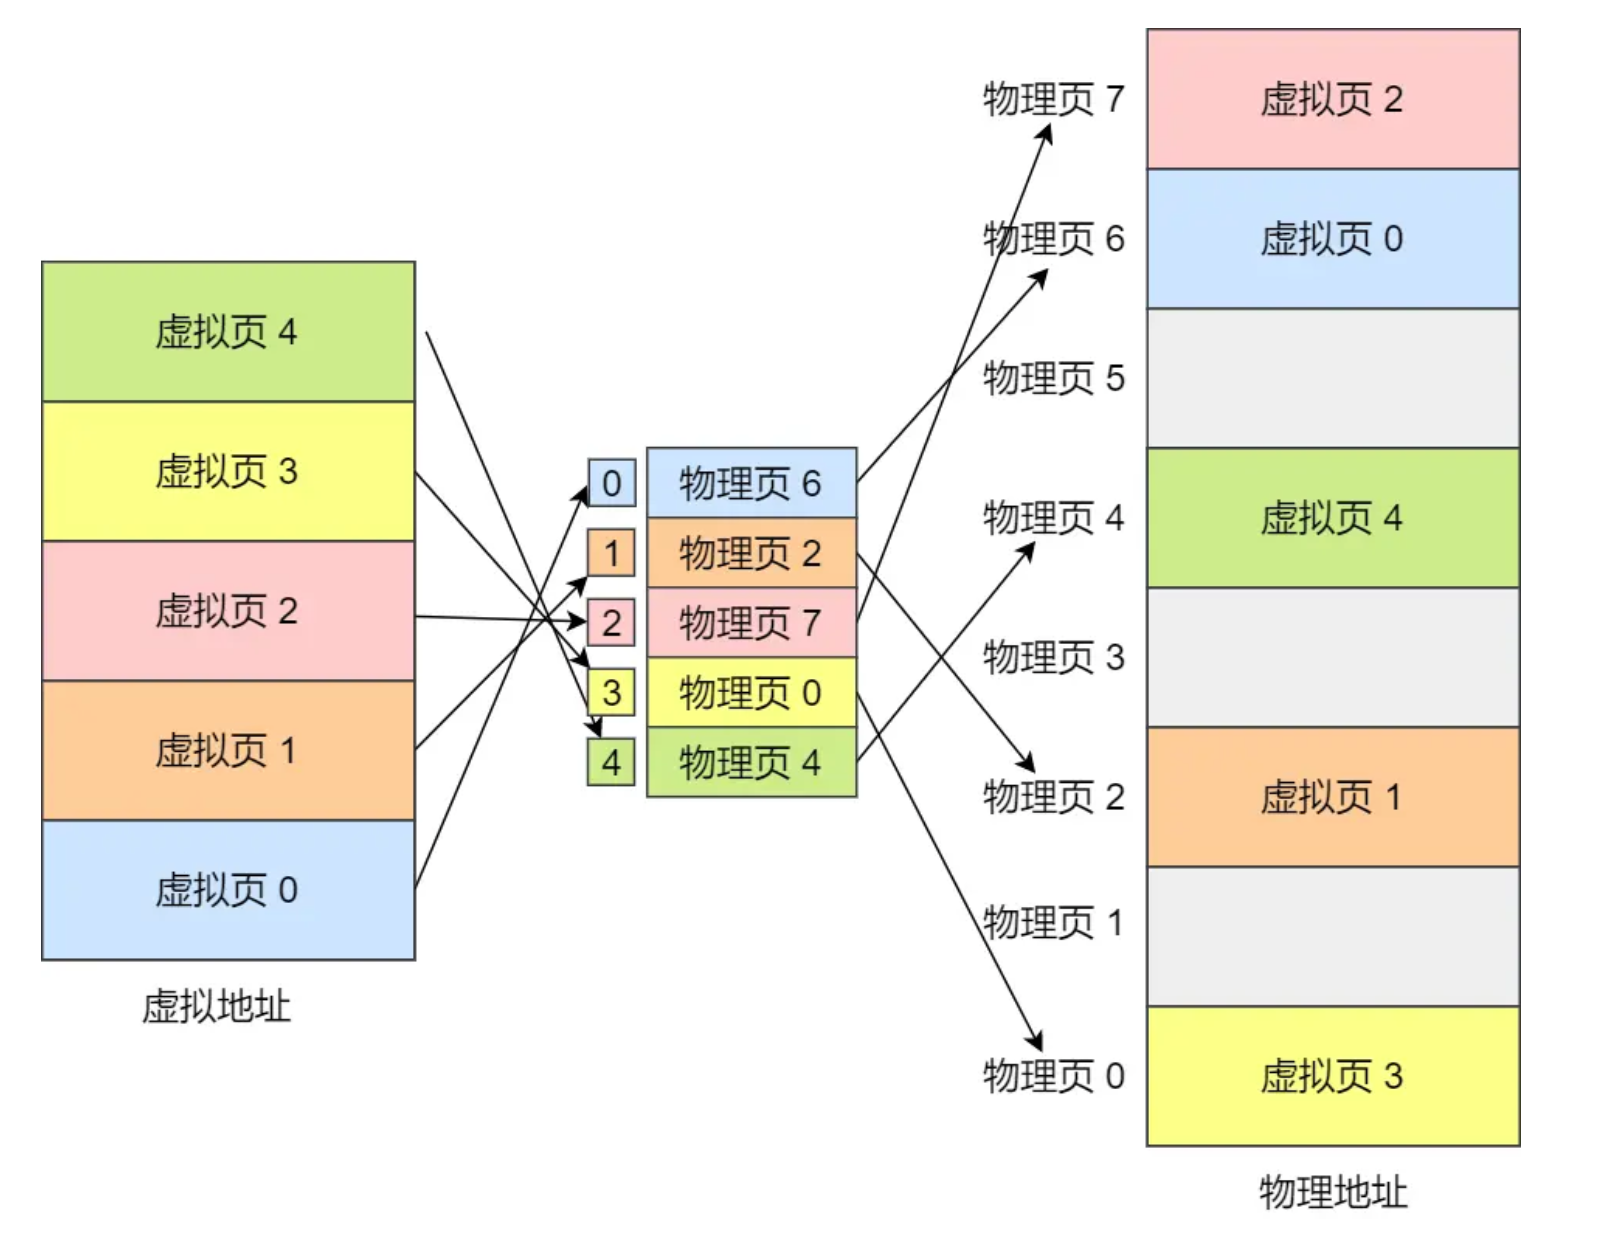 虚拟页 4
虚拟页 3
虚拟页 2
虚拟页 1
虚拟页 0
虚拟地址
0 物理页 6
1 物理页 2
2 物理页 7
3 物理页 0
4 物理页 4
物理页 7 虚拟页 2
物理页 6 虚拟页 0
物理页 5
物理页 4 虚拟页 4
物理页 3
物理页 2 虚拟页 1
物理页 1
物理页 0 虚拟页 3
物理地址